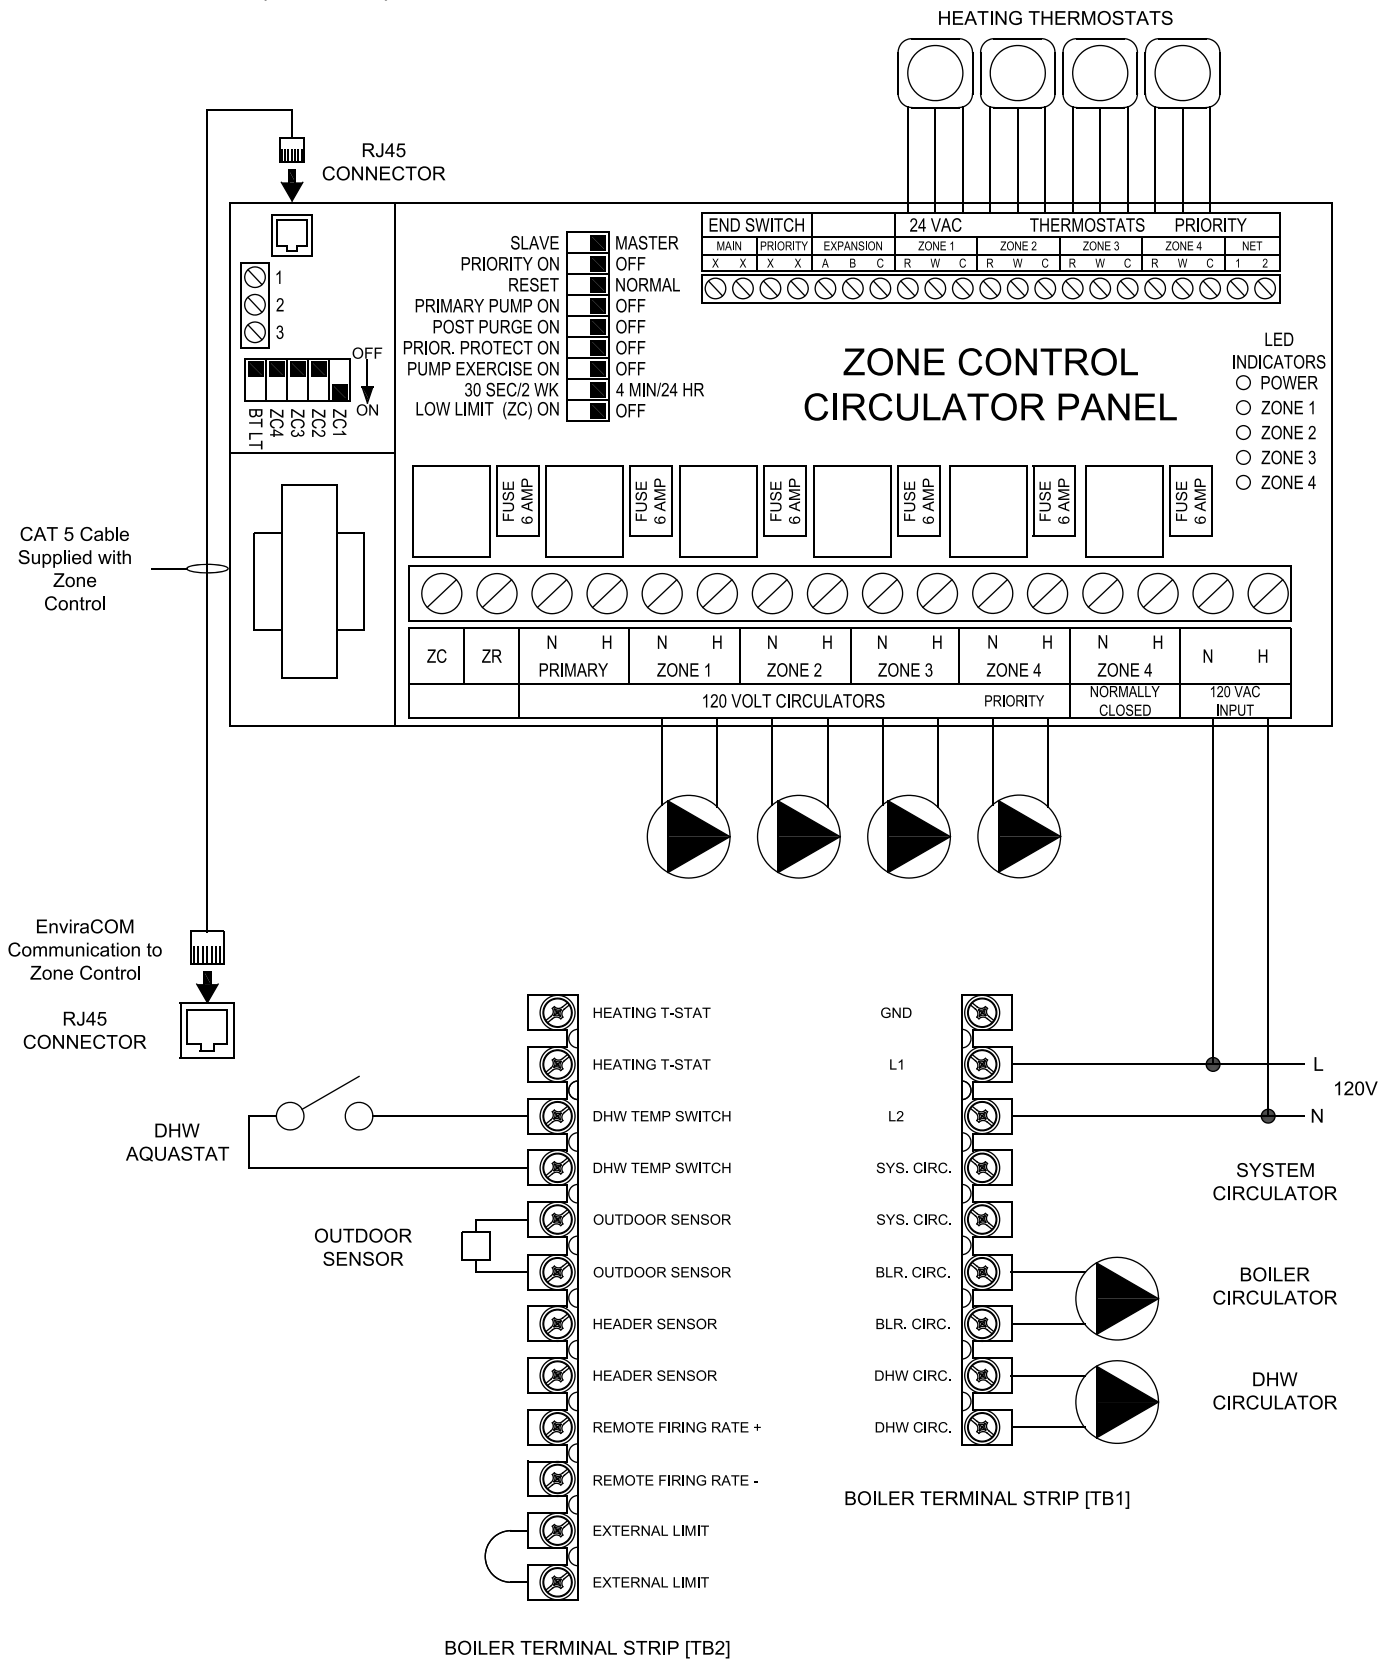 HEATING THERMOSTATS
RJ45
CONNECTOR
1
2
3
OFF
ON
BT LT
ZC4
ZC3
ZC2
ZC1
SLAVE MASTER
PRIORITY ON OFF
RESET NORMAL
PRIMARY PUMP ON OFF
POST PURGE ON OFF
PRIOR. PROTECT ON OFF
PUMP EXERCISE ON OFF
30 SEC/2 WK 4 MIN/24 HR
LOW LIMIT (ZC) ON OFF
END SWITCH 24 VAC THERMOSTATS PRIORITY
MAIN PRIORITY EXPANSION ZONE 1 ZONE 2 ZONE 3 ZONE 4 NET
X X X X A B C R W C R W C R W C R W C 1 2
ZONE CONTROL
CIRCULATOR PANEL
LED
INDICATORS
POWER
ZONE 1
ZONE 2
ZONE 3
ZONE 4
FUSE
6 AMP
FUSE
6 AMP
FUSE
6 AMP
FUSE
6 AMP
FUSE
6 AMP
FUSE
6 AMP
CAT 5 Cable
Supplied with
Zone
Control
ZC ZR N H N H N H N H N H N H N H
PRIMARY ZONE 1 ZONE 2 ZONE 3 ZONE 4 ZONE 4
120 VOLT CIRCULATORS PRIORITY
NORMALLY
CLOSED
120 VAC
INPUT
EnviraCOM
Communication to
Zone Control
RJ45
CONNECTOR
DHW
AQUASTAT
OUTDOOR
SENSOR
HEATING T-STAT
HEATING T-STAT
DHW TEMP SWITCH
DHW TEMP SWITCH
OUTDOOR SENSOR
OUTDOOR SENSOR
HEADER SENSOR
HEADER SENSOR
REMOTE FIRING RATE +
REMOTE FIRING RATE -
EXTERNAL LIMIT
EXTERNAL LIMIT
BOILER TERMINAL STRIP [TB2]
GND
L1
L2
SYS. CIRC.
SYS. CIRC.
BLR. CIRC.
BLR. CIRC.
DHW CIRC.
DHW CIRC.
BOILER TERMINAL STRIP [TB1]
L
120V
N
SYSTEM
CIRCULATOR
BOILER
CIRCULATOR
DHW
CIRCULATOR